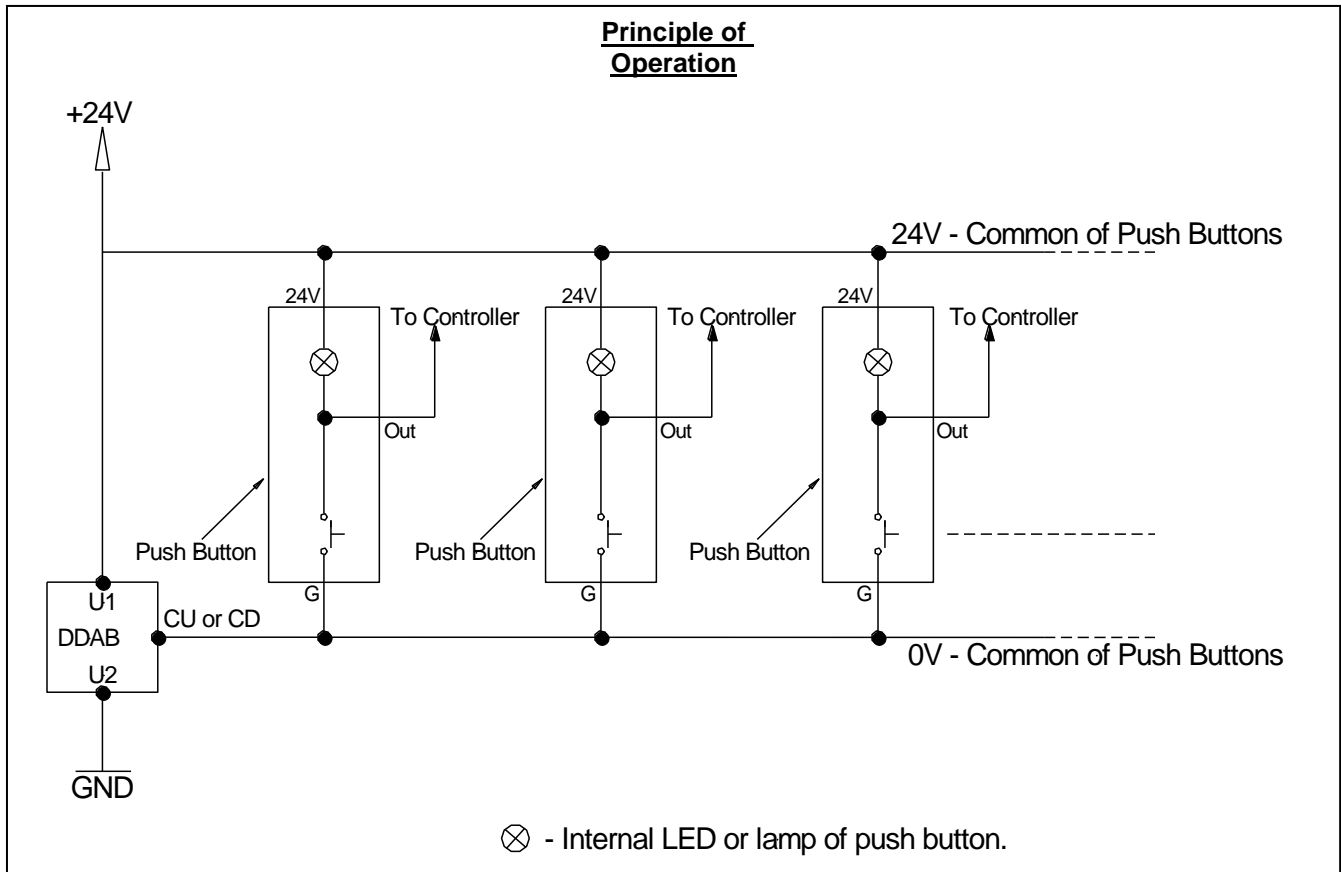 Principle of
Operation
+24V
24V - Common of Push Buttons
24V
24V
24V
To Controller
To Controller
To Controller
Out
Out
Out
Push Button
Push Button
Push Button
G
G
G
U1
DDAB
U2
CU or CD
0V - Common of Push Buttons
GND
- Internal LED or lamp of push button.